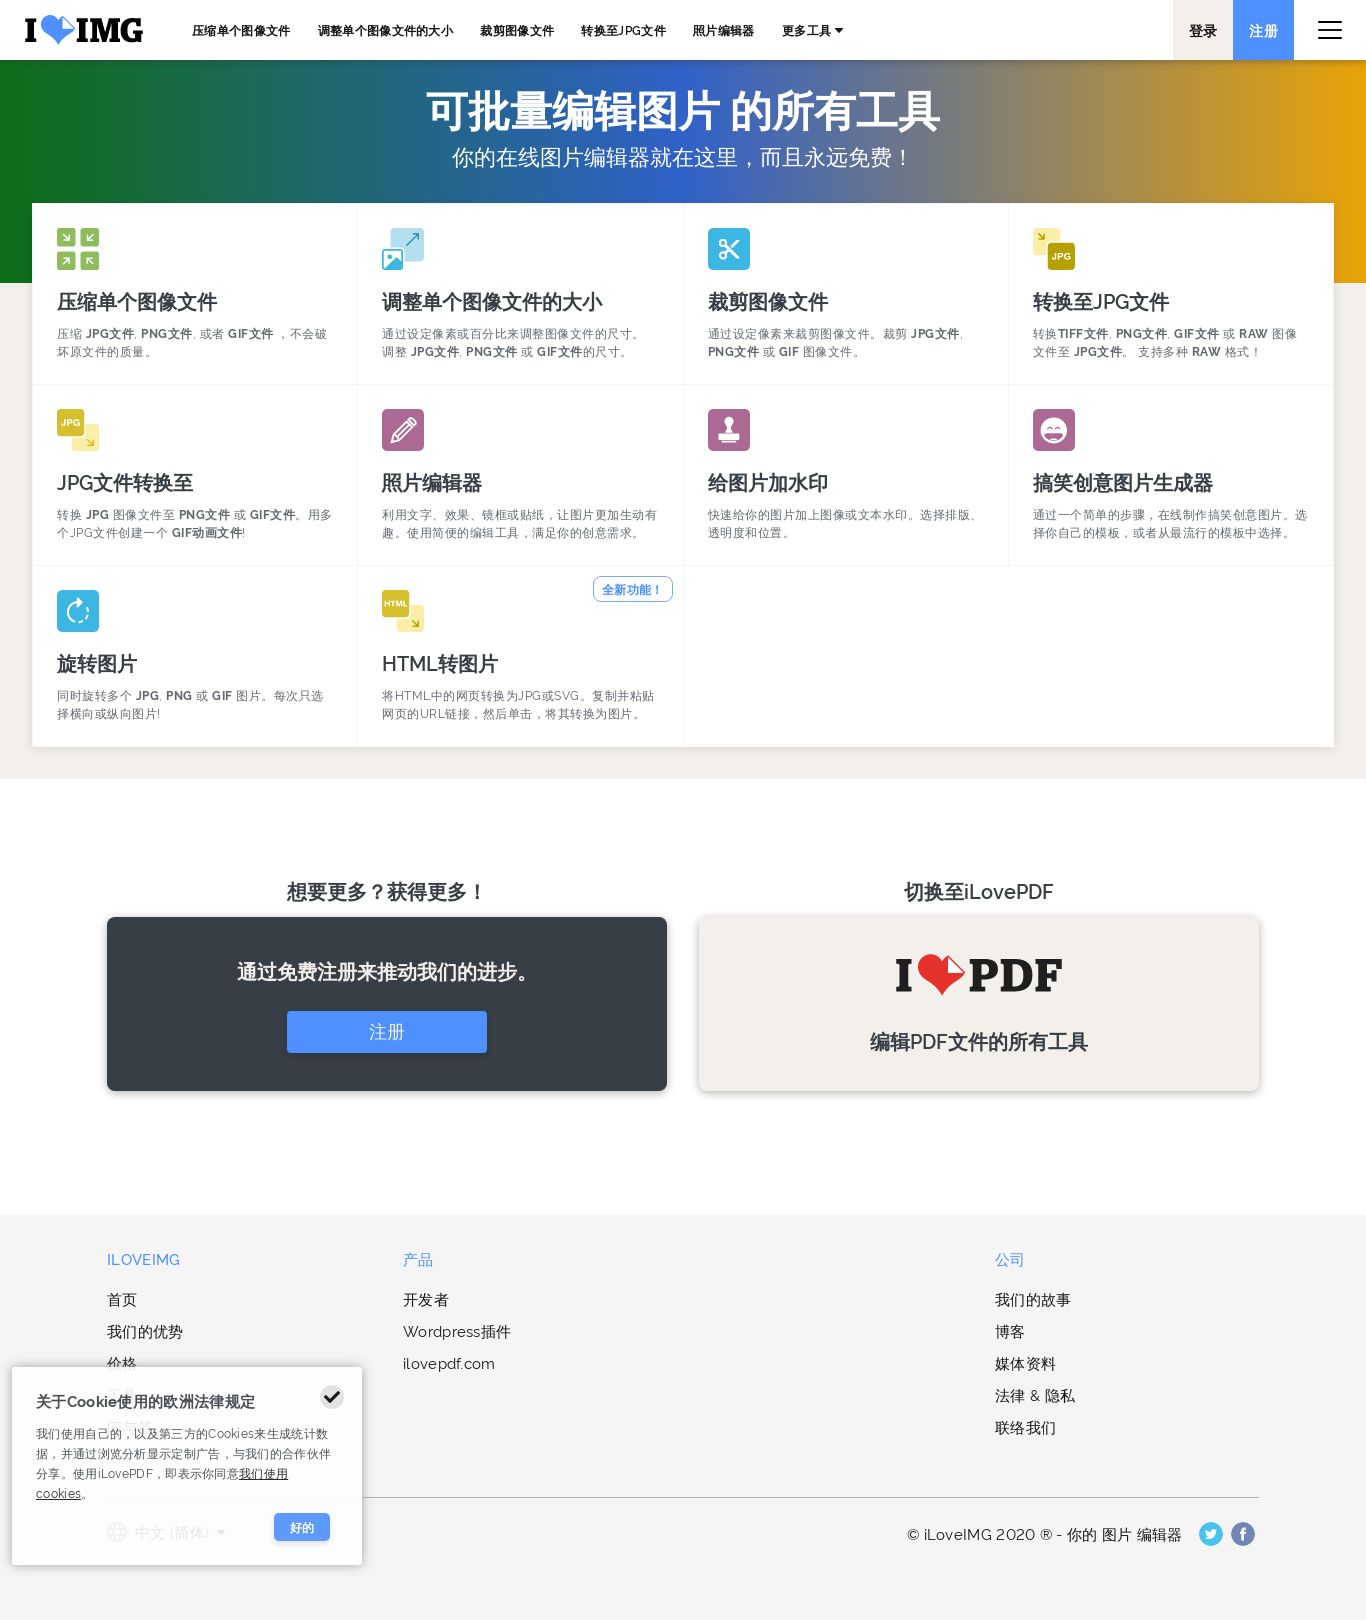 I IMG
压缩单个图像文件 调整单个图像文件的大小 裁剪图像文件 转换至JPG文件 照片编辑器 更多工具
登录 注册
可批量编辑图片 的所有工具
你的在线图片编辑器就在这里，而且永远免费！
压缩单个图像文件
压缩 JPG文件, PNG文件, 或者 GIF文件 ，不会破
坏原文件的质量。
调整单个图像文件的大小
通过设定像素或百分比来调整图像文件的尺寸。
调整 JPG文件, PNG文件 或 GIF文件的尺寸。
裁剪图像文件
通过设定像素来裁剪图像文件。裁剪 JPG文件,
PNG文件 或 GIF 图像文件。
JPG
转换至JPG文件
转换TIFF文件, PNG文件, GIF文件 或 RAW 图像
文件至 JPG文件。 支持多种 RAW 格式！
JPG
JPG文件转换至
转换 JPG 图像文件至 PNG文件 或 GIF文件。用多
个JPG文件创建一个 GIF动画文件!
照片编辑器
利用文字、效果、镜框或贴纸，让图片更加生动有
趣。使用简便的编辑工具，满足你的创意需求。
给图片加水印
快速给你的图片加上图像或文本水印。选择排版、
透明度和位置。
搞笑创意图片生成器
通过一个简单的步骤，在线制作搞笑创意图片。选
择你自己的模板，或者从最流行的模板中选择。
旋转图片
同时旋转多个 JPG, PNG 或 GIF 图片。每次只选
择横向或纵向图片!
全新功能！
HTML
HTML转图片
将HTML中的网页转换为JPG或SVG。复制并粘贴
网页的URL链接，然后单击，将其转换为图片。
想要更多？获得更多！
通过免费注册来推动我们的进步。
注册
切换至iLovePDF
I PDF
编辑PDF文件的所有工具
ILOVEIMG
首页
我们的优势
价格
产品
开发者
Wordpress插件
ilovepdf.com
公司
我们的故事
博客
媒体资料
法律 & 隐私
联络我们
关于Cookie使用的欧洲法律规定
我们使用自己的，以及第三方的Cookies来生成统计数
据，并通过浏览分析显示定制广告，与我们的合作伙伴
分享。使用iLovePDF，即表示你同意我们使用
cookies。
好的
中文 (简体)
© iLoveIMG 2020 ® - 你的 图片 编辑器